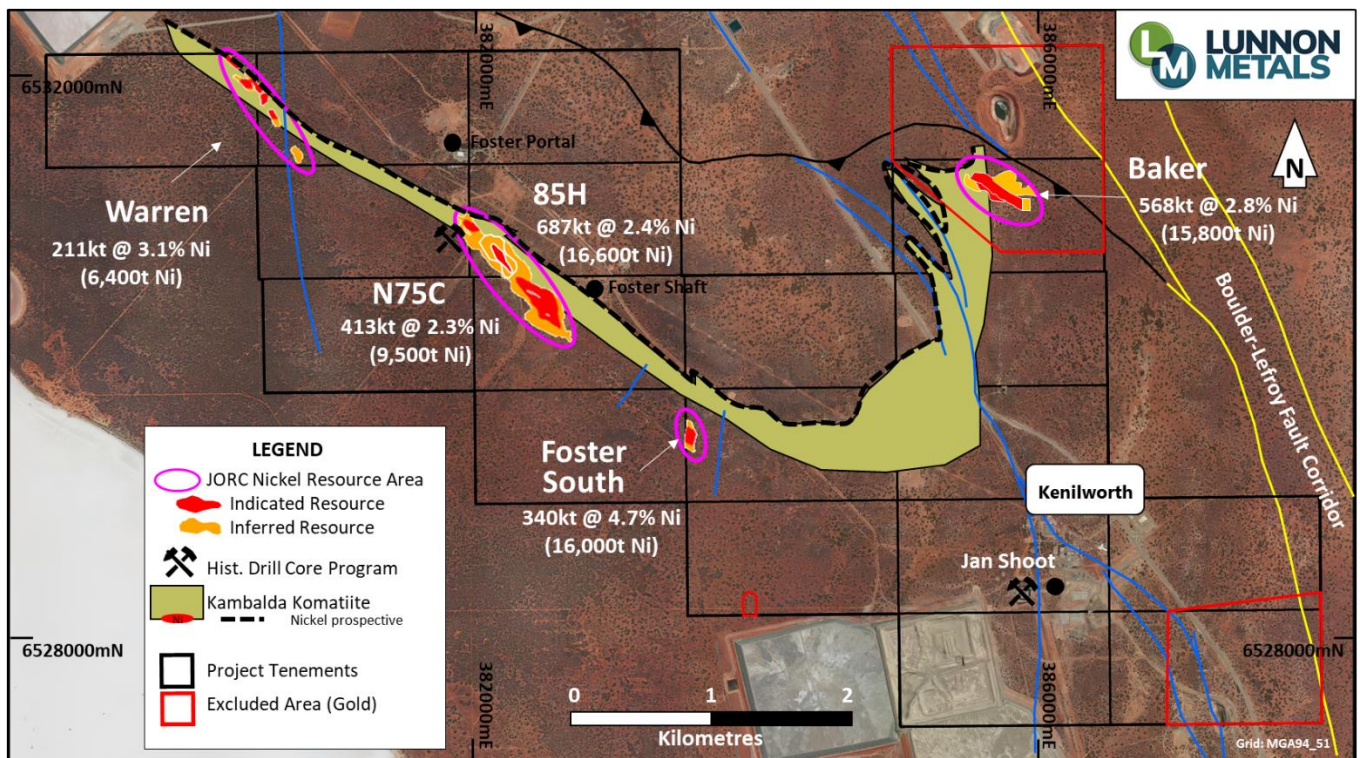 LM
LUNNON
METALS
382000mE
386000mE
6532000mN
Foster Portal
N
Warren
211kt @ 3.1% Ni
(6,400t Ni)
85H
687kt @ 2.4% Ni
(16,600t Ni)
Baker
568kt @ 2.8% Ni
(15,800t Ni)
Foster Shaft
N75C
413kt @ 2.3% Ni
(9,500t Ni)
Boulder-Lefroy Fault Corridor
Foster
South
340kt @ 4.7% Ni
(16,000t Ni)
Kenilworth
Jan Shoot
LEGEND
JORC Nickel Resource Area
Indicated Resource
Inferred Resource
Hist. Drill Core Program
Kambalda Komatiite
Ni
Nickel prospective
Project Tenements
Excluded Area (Gold)
6528000mN
6528000mN
382000mE
386000mE
0 1 2
Kilometres
Grid: MGA94_51